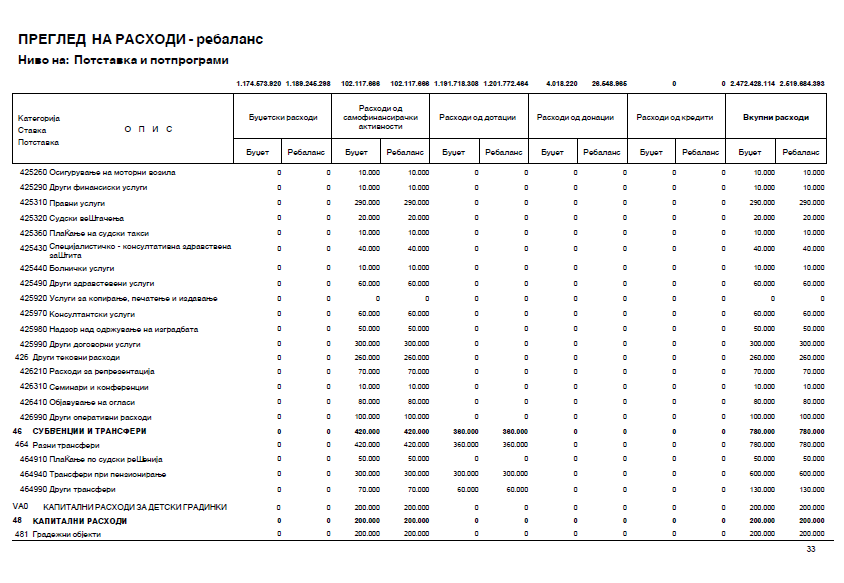 ПРЕГЛЕД НА РАСХОДИ - ребаланс
Ниво на: Потставка и потпрограми
1.174.573.920 1.189.245.298 102.117.666 102.117.666 1.191.718.308 1.201.772.464 4.018.220 26.548.965 0 0 2.472.428.114 2.519.684.393
Категорија
Ставка
Потставка
О П И С
Буџетски расходи
Расходи од
самофинансирачки
активности
Расходи од дотации
Расходи од донации
Расходи од кредити
Вкупни расходи
Буџет Ребаланс Буџет Ребаланс Буџет Ребаланс Буџет Ребаланс Буџет Ребаланс Буџет Ребаланс
425260 Осигурување на моторни возила 0 0 10.000 10.000 0 0 0 0 0 0 10.000 10.000
425290 Други финансиски услуги 0 0 10.000 10.000 0 0 0 0 0 0 10.000 10.000
425310 Правни услуги 0 0 290.000 290.000 0 0 0 0 0 0 290.000 290.000
425320 Судски веШтачења 0 0 20.000 20.000 0 0 0 0 0 0 20.000 20.000
425360 ПлаЌање на судски такси 0 0 10.000 10.000 0 0 0 0 0 0 10.000 10.000
425430 Специјалистичко - консултативна здравствена
заШтита 0 0 40.000 40.000 0 0 0 0 0 0 40.000 40.000
425440 Болнички услуги 0 0 10.000 10.000 0 0 0 0 0 0 10.000 10.000
425490 Други здравствени услуги 0 0 60.000 60.000 0 0 0 0 0 0 60.000 60.000
425920 Услуги за копирање, печатење и издавање 0 0 0 0 0 0 0 0 0 0 0 0
425970 Консултантски услуги 0 0 60.000 60.000 0 0 0 0 0 0 60.000 60.000
425980 Надзор над одржување на изградбата 0 0 50.000 50.000 0 0 0 0 0 0 50.000 50.000
425990 Други договорни услуги 0 0 300.000 300.000 0 0 0 0 0 0 300.000 300.000
426 Други тековни расходи 0 0 260.000 260.000 0 0 0 0 0 0 260.000 260.000
426210 Расходи за репрезентација 0 0 70.000 70.000 0 0 0 0 0 0 70.000 70.000
426310 Семинари и конференции 0 0 10.000 10.000 0 0 0 0 0 0 10.000 10.000
426410 Објавување на огласи 0 0 80.000 80.000 0 0 0 0 0 0 80.000 80.000
426990 Други оперативни расходи 0 0 100.000 100.000 0 0 0 0 0 0 100.000 100.000
46 СУБВЕНЦИИ И ТРАНСФЕРИ 0 0 420.000 420.000 360.000 360.000 0 0 0 0 780.000 780.000
464 Разни трансфери 0 0 420.000 420.000 360.000 360.000 0 0 0 0 780.000 780.000
464910 ПлаЌање по судски реШенија 0 0 50.000 50.000 0 0 0 0 0 0 50.000 50.000
464940 Трансфери при пензионирање 0 0 300.000 300.000 300.000 300.000 0 0 0 0 600.000 600.000
464990 Други трансфери 0 0 70.000 70.000 60.000 60.000 0 0 0 0 130.000 130.000
VA0 КАПИТАЛНИ РАСХОДИ ЗА ДЕТСКИ ГРАДИНКИ 0 0 200.000 200.000 0 0 0 0 0 0 200.000 200.000
48 КАПИТАЛНИ РАСХОДИ 0 0 200.000 200.000 0 0 0 0 0 0 200.000 200.000
481 Градежни објекти 0 0 200.000 200.000 0 0 0 0 0 0 200.000 200.000
33